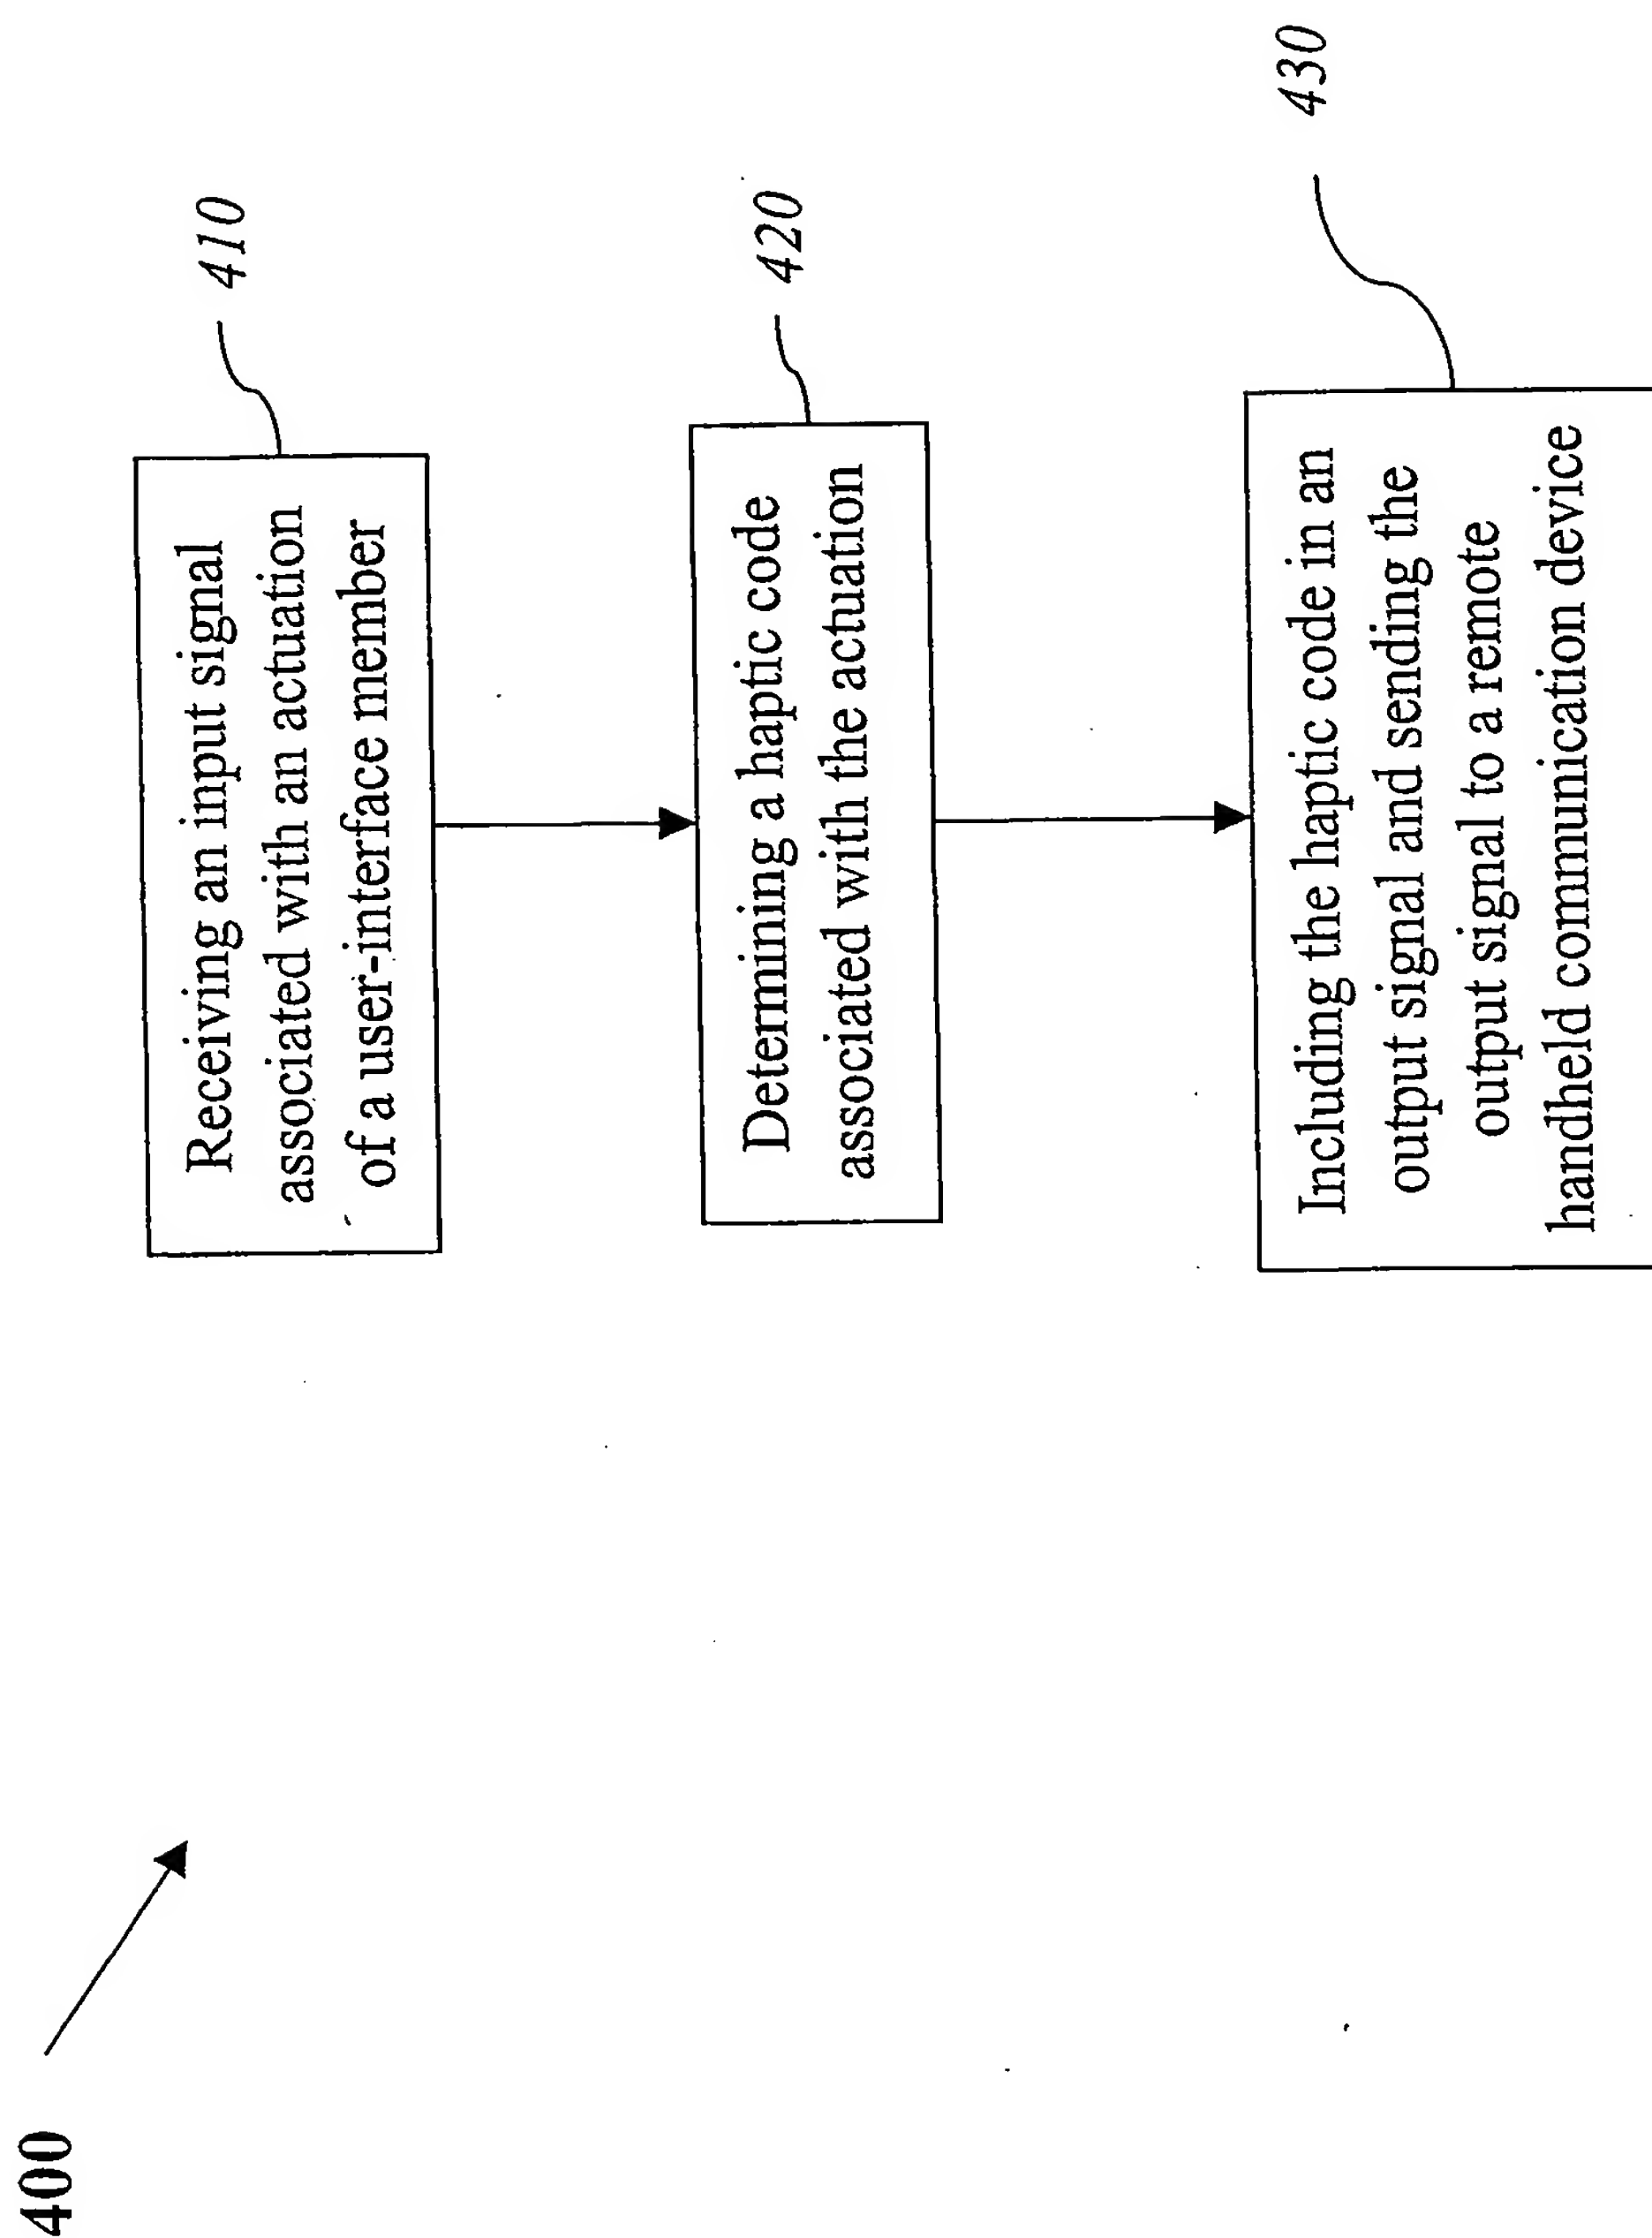 400
410
Receiving an input signal
associated with an actuation
of a user-interface member
420
Determining a haptic code
associated with the actuation
430
Including the haptic code in an
output signal and sending the
output signal to a remote
handheld communication device